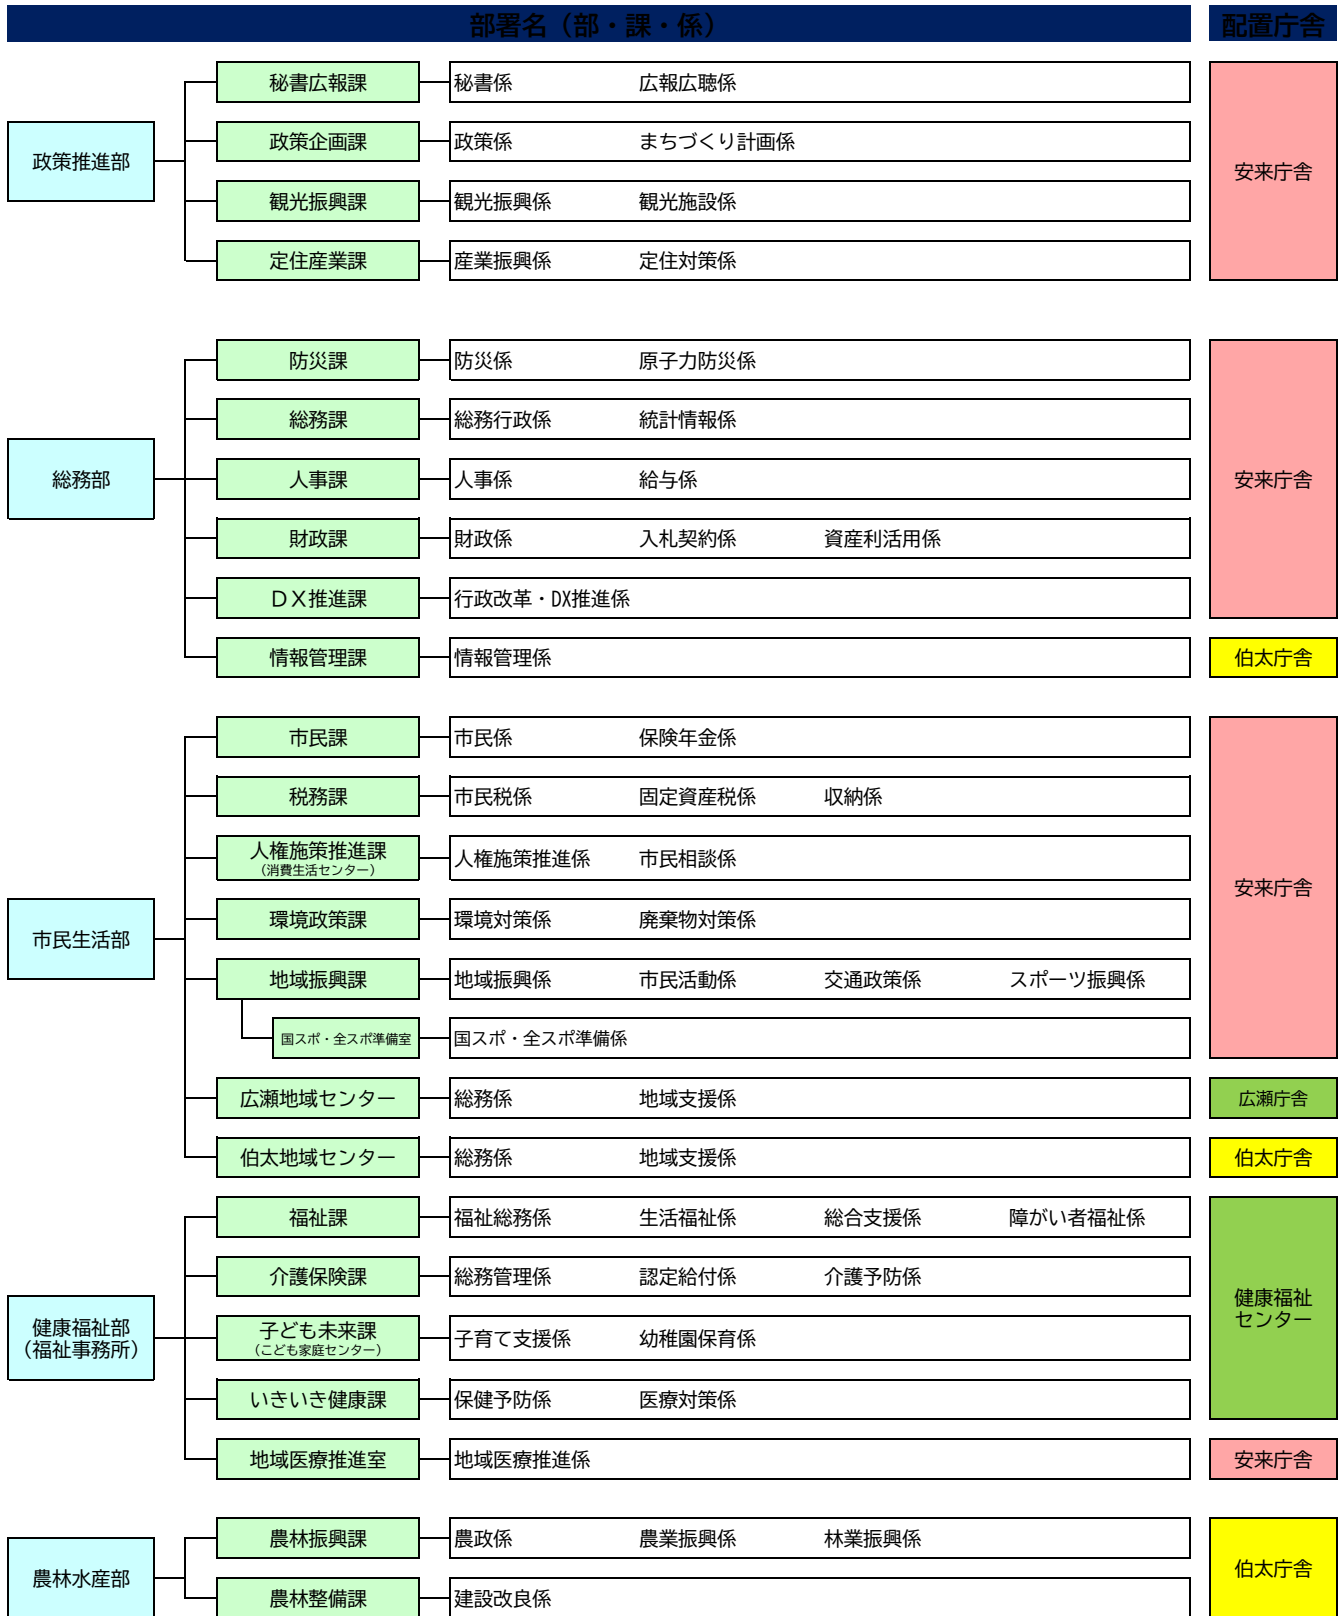 部署名（部・課・係） 配置庁舎
秘書広報課 秘書係 広報広聴係
政策企画課 政策係 まちづくり計画係
政策推進部 安来庁舎
観光振興課 観光振興係 観光施設係
定住産業課 産業振興係 定住対策係
防災課 防災係 原子力防災係
総務課 総務行政係 統計情報係
総務部 人事課 人事係 給与係 安来庁舎
財政課 財政係 入札契約係 資産利活用係
ＤＸ推進課 行政改革・DX推進係
情報管理課 情報管理係 伯太庁舎
市民課 市民係 保険年金係
税務課 市民税係 固定資産税係 収納係
人権施策推進課
（消費生活センター） 人権施策推進係 市民相談係
安来庁舎
環境政策課 環境対策係 廃棄物対策係
市民生活部
地域振興課 地域振興係 市民活動係 交通政策係 スポーツ振興係
国スポ・全スポ準備室 国スポ・全スポ準備係
広瀬地域センター 総務係 地域支援係 広瀬庁舎
伯太地域センター 総務係 地域支援係 伯太庁舎
福祉課 福祉総務係 生活福祉係 総合支援係 障がい者福祉係
介護保険課 総務管理係 認定給付係 介護予防係
健康福祉部
（福祉事務所）
子ども未来課
（こども家庭センター） 子育て支援係 幼稚園保育係
健康福祉
センター
いきいき健康課 保健予防係 医療対策係
地域医療推進室 地域医療推進係 安来庁舎
農林振興課 農政係 農業振興係 林業振興係
農林水産部 伯太庁舎
農林整備課 建設改良係